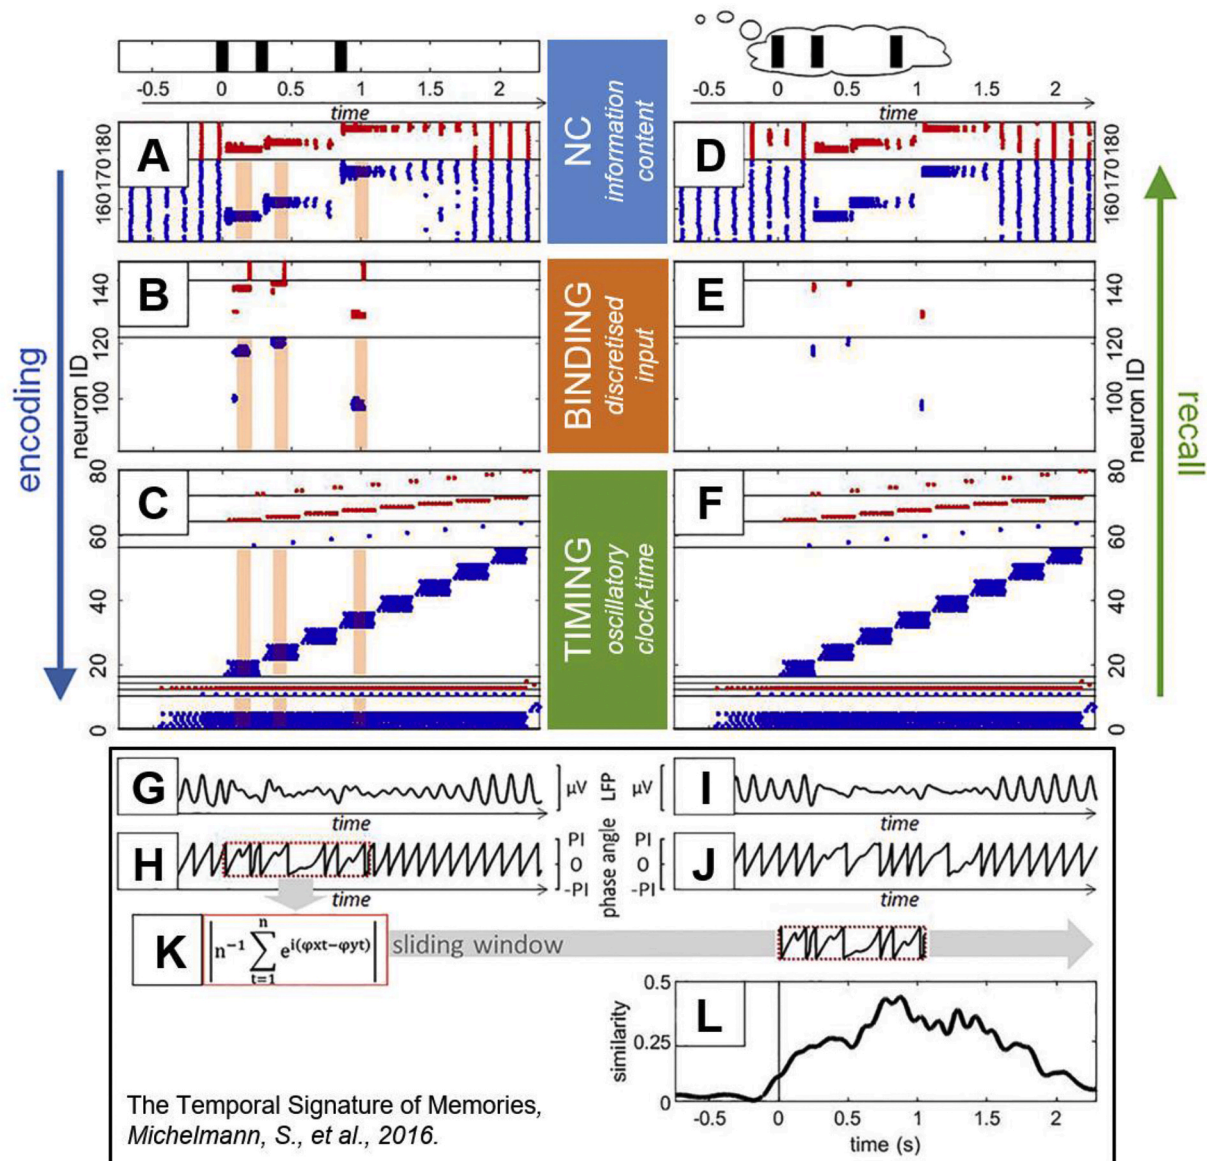 -0.5 0 0.5 1 1.5 2
time
-0.5 0 0.5 1 1.5 2
time
A
160 170 180
NC
information
content
D
160 170 180
encoding
neuron ID
B
100 120 140
BINDING
discretised
input
E
100 120 140
neuron ID
recall
C
0 20 40 60 80
TIMING
oscillatory
clock-time
F
0 20 40 60 80
G
µV LFP µV
I
time
time
H
PI
0
-PI
phase angle
PI
0
-PI
J
time
time
K
|n⁻¹ ∑ⁿₜ₌₁ e^i(φxt−φyt)|
sliding window
L
similarity
0.5
0.25
0
-0.5 0 0.5 1 1.5 2
time (s)
The Temporal Signature of Memories,
Michelmann, S., et al., 2016.